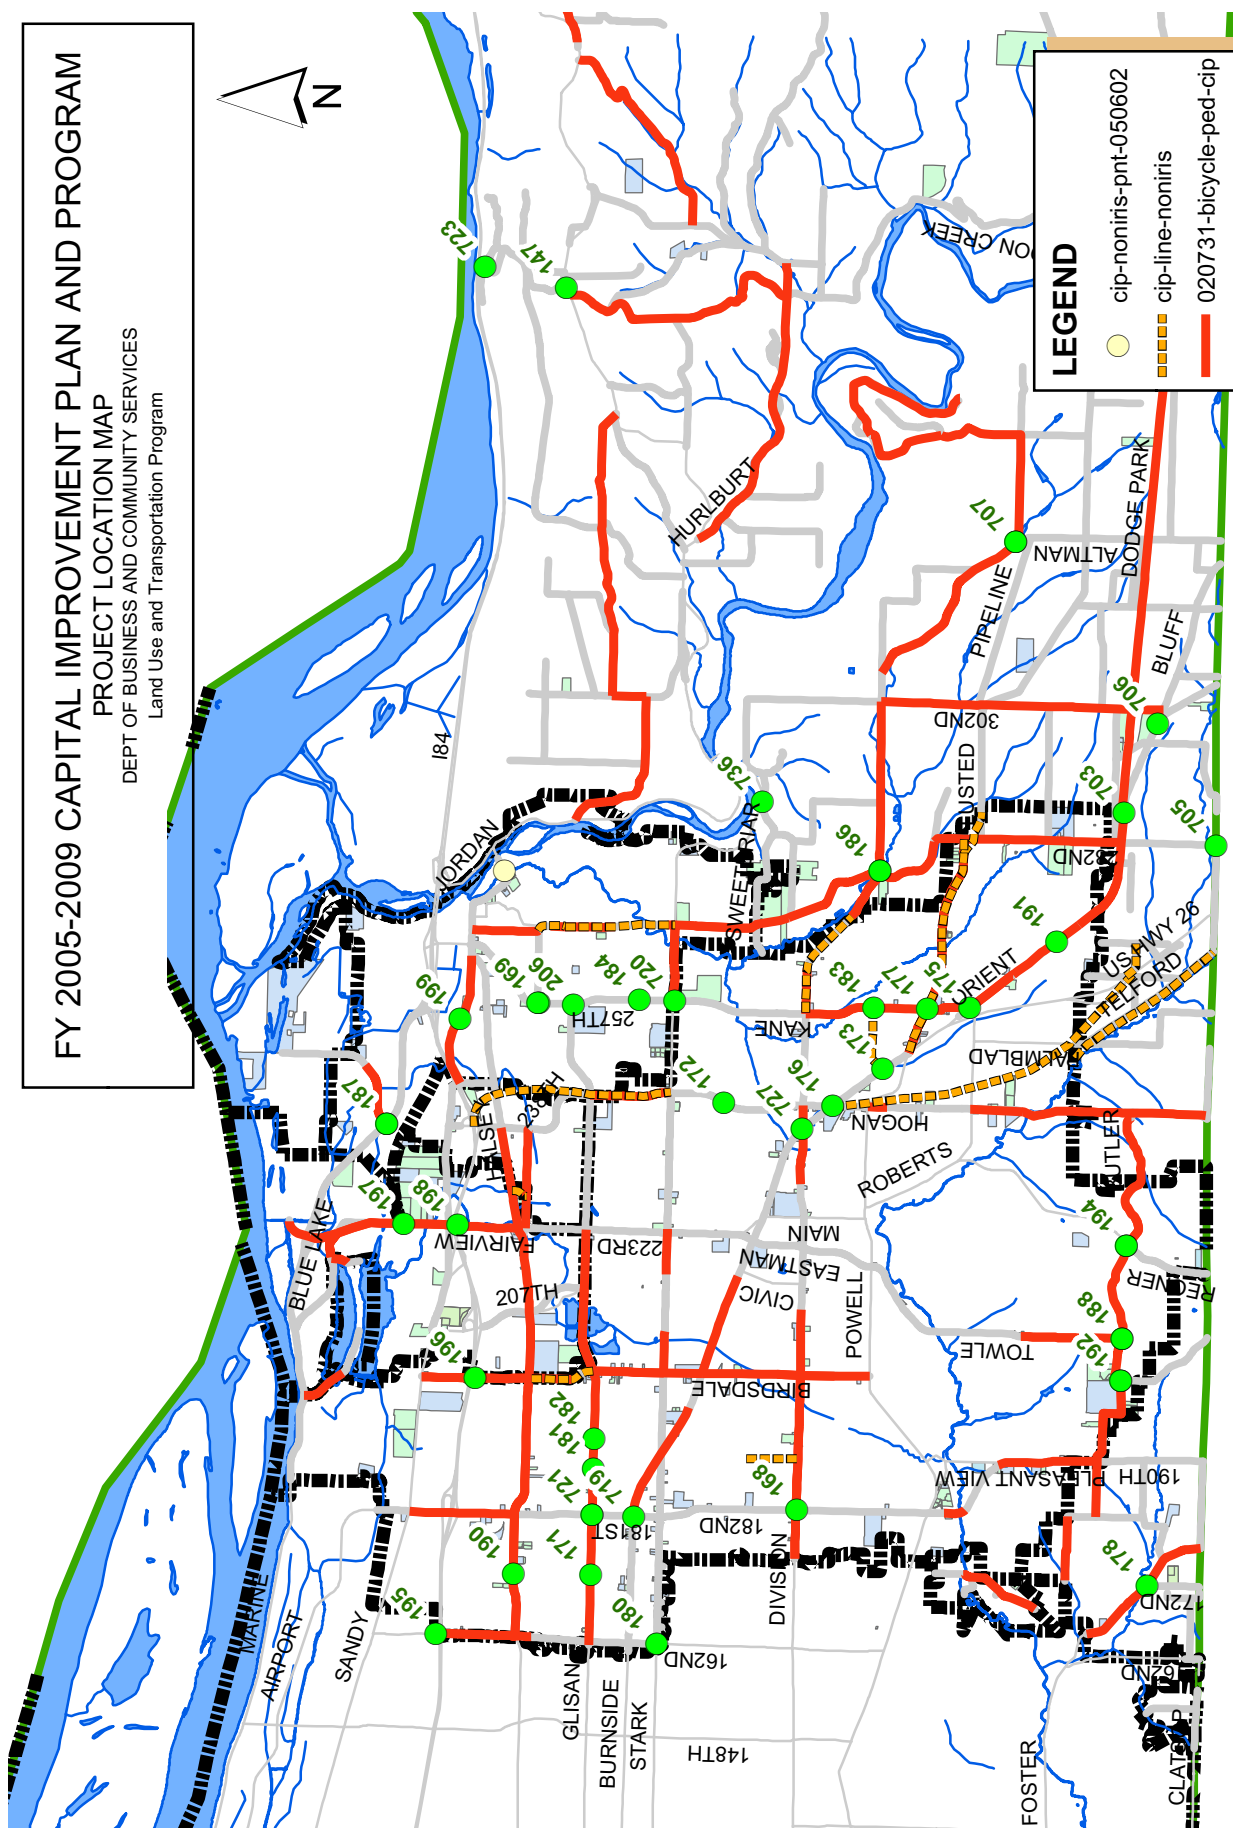 FY 2005-2009 CAPITAL IMPROVEMENT PLAN AND PROGRAM
PROJECT LOCATION MAP
DEPT OF BUSINESS AND COMMUNITY SERVICES
Land Use and Transportation Program
N
LEGEND
cip-noniris-pnt-050602
cip-line-noniris
020731-bicycle-ped-cip
723
147
707
706
703
705
736
186
191
199
169
206
184
720
183
177
175
173
176
172
727
187
197
198
194
188
192
196
182
181
719
721
171
168
190
195
180
178
I84
JORDAN
HURLBURT
PIPELINE
ALTMAN
DODGE PARK
BLUFF
302ND
282ND
ORIENT
US HWY 26
TELFORD
PALMBLAD
257TH
KANE
238TH
HALSEY
HOGAN
ROBERTS
BUTLER
REGNER
BLUE LAKE
FAIRVIEW
223RD
207TH
MAIN
EASTMAN
CIVIC
POWELL
TOWLE
BIRDSDALE
PLEASANT VIEW
190TH
181ST
182ND
DIVISION
172ND
162ND
162ND
MARINE
AIRPORT
SANDY
GLISAN
BURNSIDE
STARK
148TH
FOSTER
CLATSOP